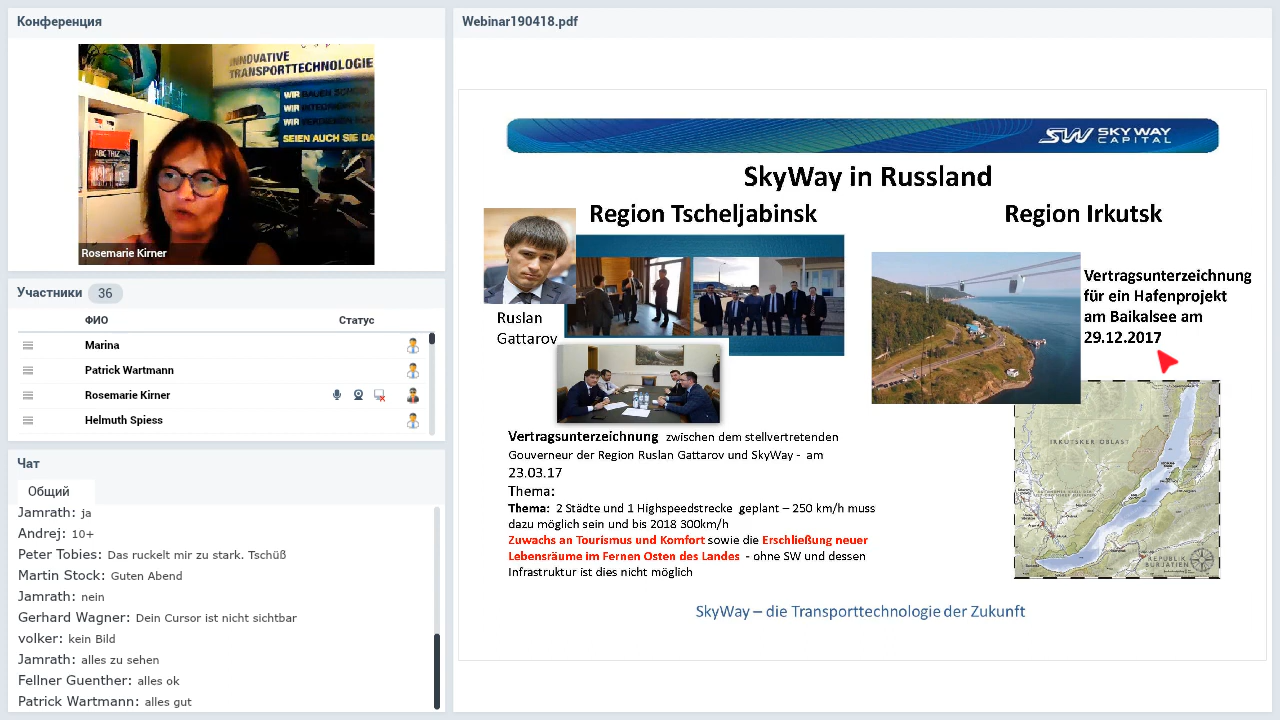 Конференция
INNOVATIVE
TRANSPORTTECHNOLOGIE
WIR BAUEN
WIR
WIR
SEIEN AUCH SIE DA
ABC TRIZ
Rosemarie Kirner
Участники 36
ФИО Статус
Marina
Patrick Wartmann
Rosemarie Kirner
Helmuth Spiess
Чат
Общий
Jamrath: ja
Andrej: 10+
Peter Tobies: Das ruckelt mir zu stark. Tschüß
Martin Stock: Guten Abend
Jamrath: nein
Gerhard Wagner: Dein Cursor ist nicht sichtbar
volker: kein Bild
Jamrath: alles zu sehen
Fellner Guenther: alles ok
Patrick Wartmann: alles gut
Webinar190418.pdf
SW SKY WAY
CAPITAL
SkyWay in Russland
Region Tscheljabinsk
Ruslan
Gattarov
Vertragsunterzeichnung zwischen dem stellvertretenden
Gouverneur der Region Ruslan Gattarov und SkyWay - am
23.03.17
Thema:
Thema: 2 Städte und 1 Highspeedstrecke geplant – 250 km/h muss
dazu möglich sein und bis 2018 300km/h
Zuwachs an Tourismus und Komfort sowie die Erschließung neuer
Lebensräume im Fernen Osten des Landes - ohne SW und dessen
Infrastruktur ist dies nicht möglich
Region Irkutsk
Vertragsunterzeichnung
für ein Hafenprojekt
am Baikalsee am
29.12.2017
IRKUTSKER OBLAST
REPUBLIK
BURJATIEN
SkyWay – die Transporttechnologie der Zukunft